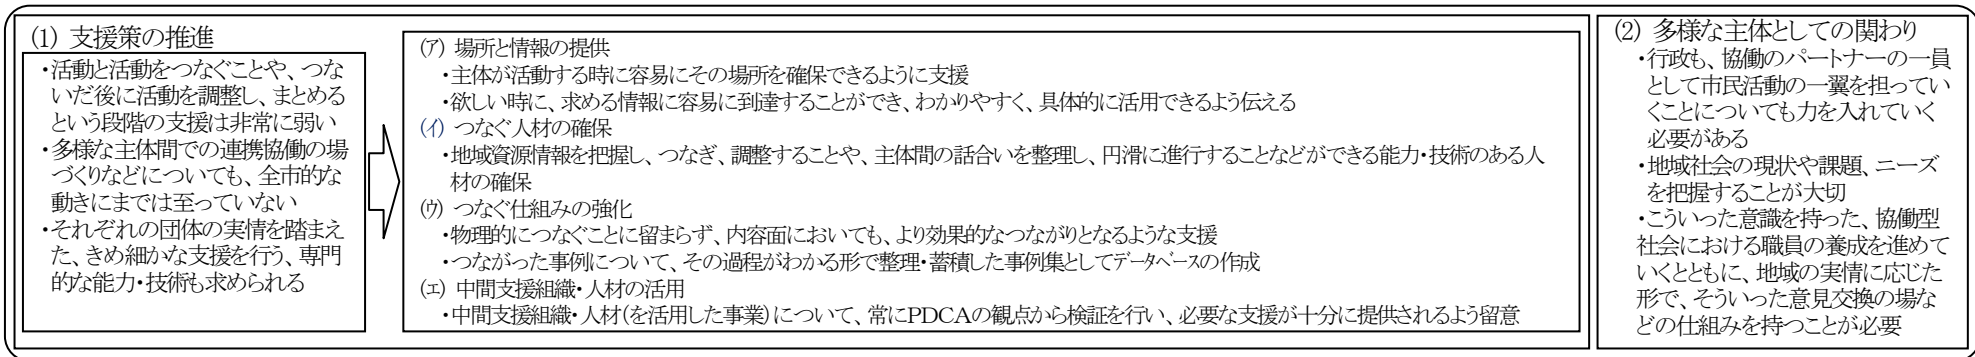 (1) 支援策の推進
・活動と活動をつなぐことや、つな
いだ後に活動を調整し、まとめる
という段階の支援は非常に弱い
・多様な主体間での連携協働の場
づくりなどについても、全市的な
動きにまでは至っていない
・それぞれの団体の実情を踏まえ
た、きめ細かな支援を行う、専門
的な能力・技術も求められる
(ア) 場所と情報の提供
・主体が活動する時に容易にその場所を確保できるように支援
・欲しい時に、求める情報に容易に到達することができ、わかりやすく、具体的に活用できるよう伝える
(イ) つなぐ人材の確保
・地域資源情報を把握し、つなぎ、調整することや、主体間の話合いを整理し、円滑に進行することなどができる能力・技術のある人
材の確保
(ウ) つなぐ仕組みの強化
・物理的につなぐことに留まらず、内容面においても、より効果的なつながりとなるような支援
・つながった事例について、その過程がわかる形で整理・蓄積した事例集としてデータベースの作成
(エ) 中間支援組織・人材の活用
・中間支援組織・人材(を活用した事業)について、常にPDCAの観点から検証を行い、必要な支援が十分に提供されるよう留意
(2) 多様な主体としての関わり
・行政も、協働のパートナーの一員
として市民活動の一翼を担ってい
くことについても力を入れていく
必要がある
・地域社会の現状や課題、ニーズ
を把握することが大切
・こういった意識を持った、協働型
社会における職員の養成を進めて
いくとともに、地域の実情に応じた
形で、そういった意見交換の場な
どの仕組みを持つことが必要